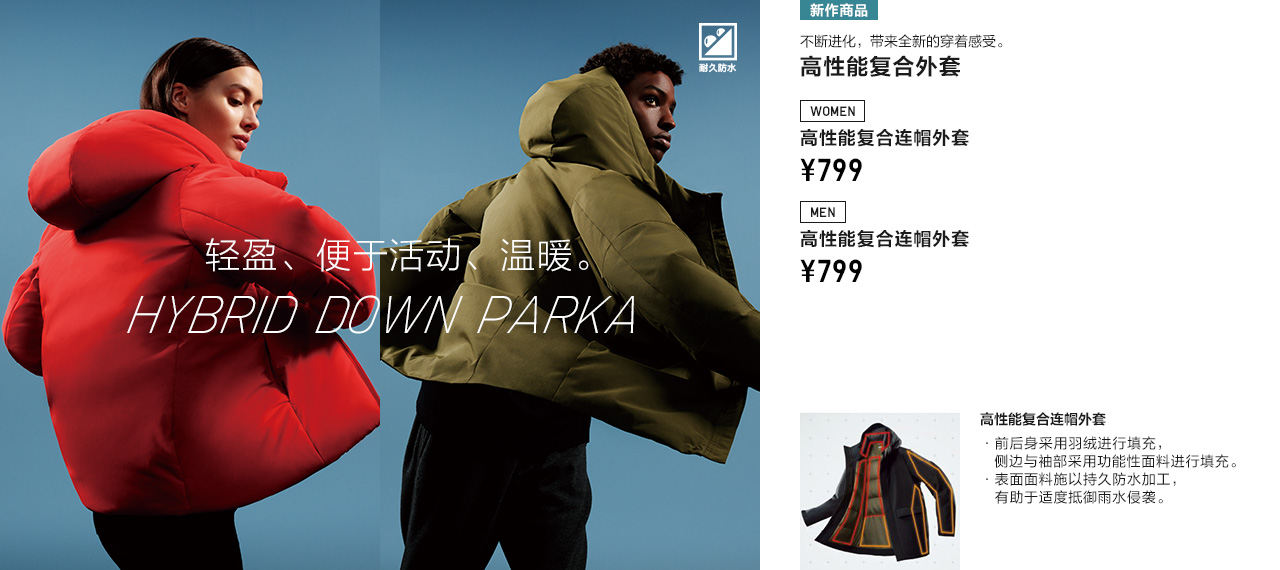 耐久防水
轻盈、便于活动、温暖。
HYBRID DOWN PARKA
新作商品
不断进化，带来全新的穿着感受。
高性能复合外套
WOMEN
高性能复合连帽外套
¥799
MEN
高性能复合连帽外套
¥799
高性能复合连帽外套
· 前后身采用羽绒进行填充，
侧边与袖部采用功能性面料进行填充。
· 表面面料施以持久防水加工，
有助于适度抵御雨水侵袭。